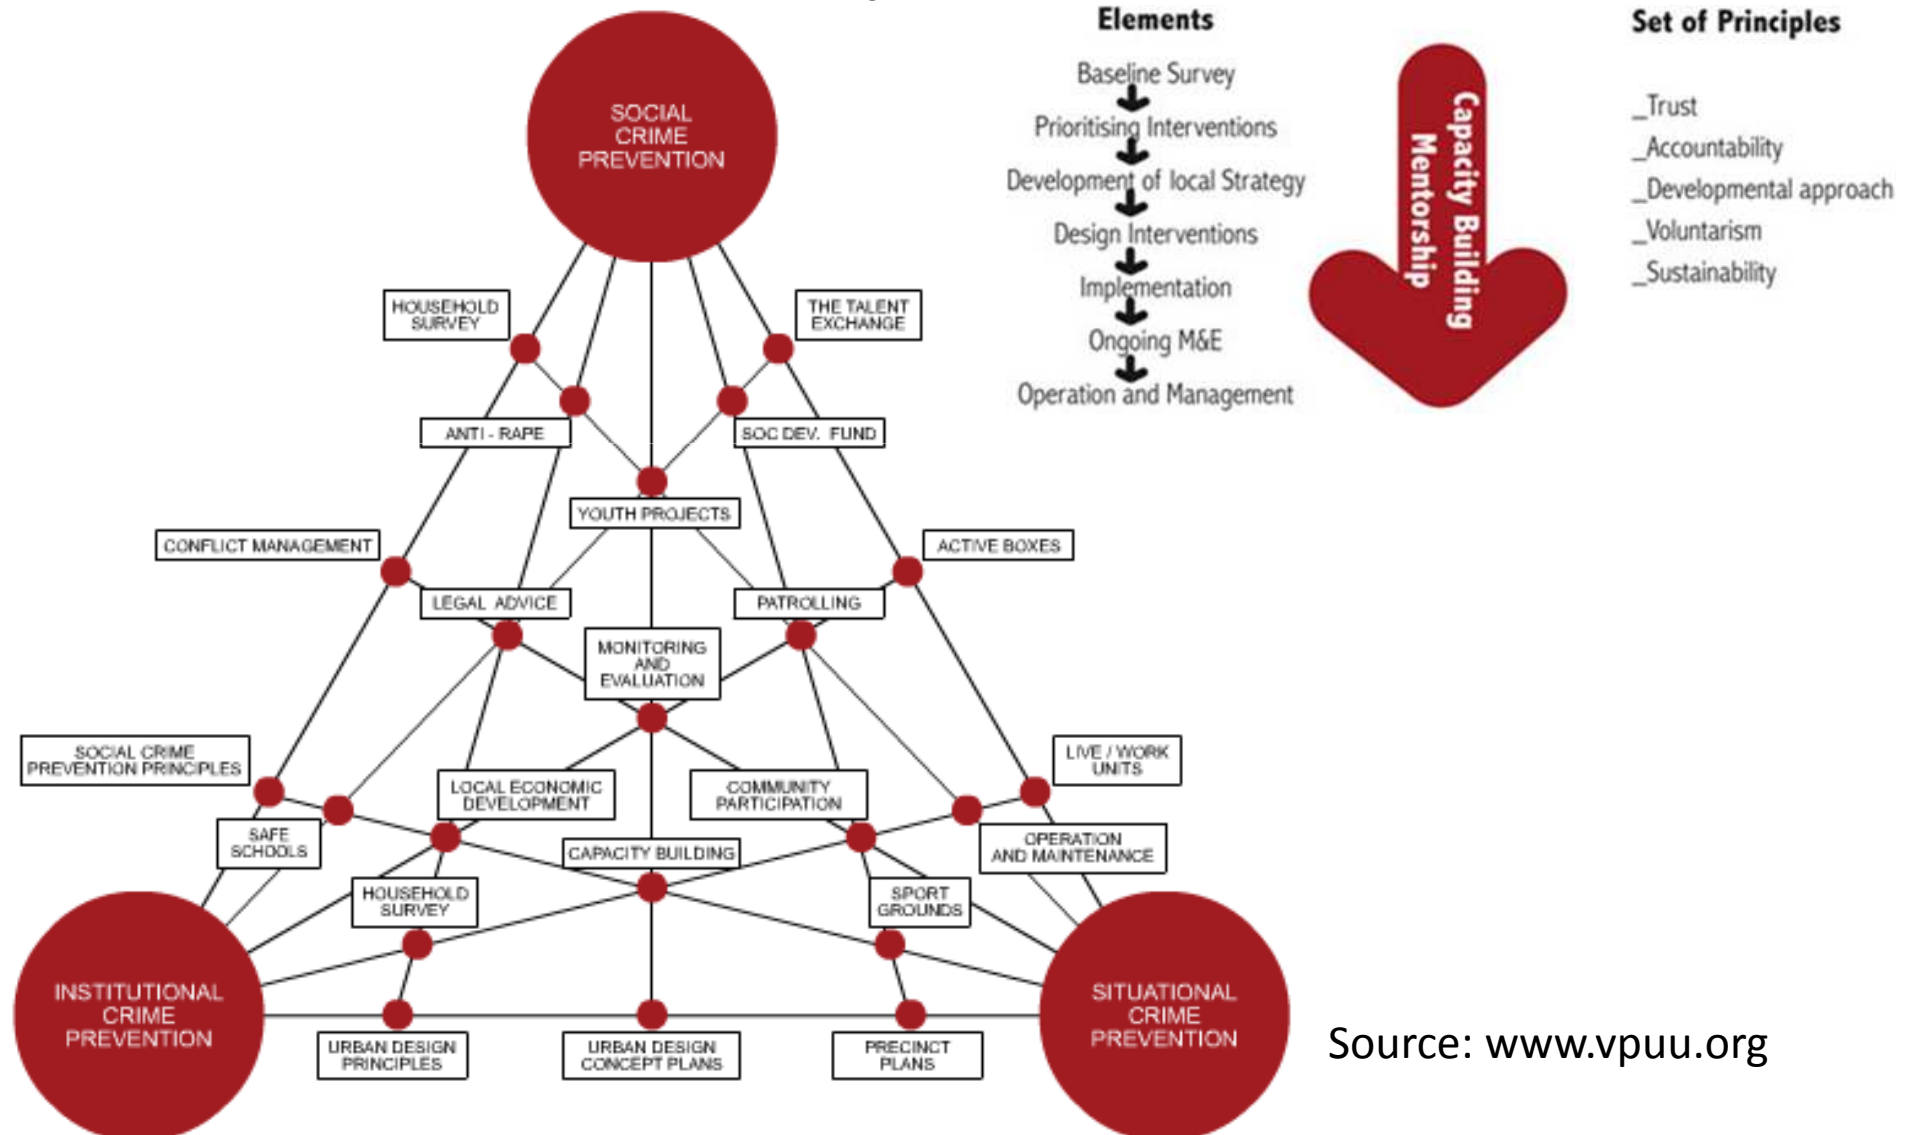 SOCIAL
CRIME
PREVENTION
HOUSEHOLD
SURVEY
THE TALENT
EXCHANGE
ANTI - RAPE
SOC DEV. FUND
YOUTH PROJECTS
CONFLICT MANAGEMENT
ACTIVE BOXES
LEGAL ADVICE
PATROLLING
MONITORING
AND
EVALUATION
SOCIAL CRIME
PREVENTION PRINCIPLES
LIVE / WORK
UNITS
LOCAL ECONOMIC
DEVELOPMENT
COMMUNITY
PARTICIPATION
SAFE
SCHOOLS
CAPACITY BUILDING
OPERATION
AND MAINTENANCE
HOUSEHOLD
SURVEY
SPORT
GROUNDS
INSTITUTIONAL
CRIME
PREVENTION
SITUATIONAL
CRIME
PREVENTION
URBAN DESIGN
PRINCIPLES
URBAN DESIGN
CONCEPT PLANS
PRECINCT
PLANS
Elements
Baseline Survey
Prioritising Interventions
Development of local Strategy
Design Interventions
Implementation
Ongoing M&E
Operation and Management
Capacity Building
Mentorship
Set of Principles
_Trust
_Accountability
_Developmental approach
_Voluntarism
_Sustainability
Source: www.vpuu.org